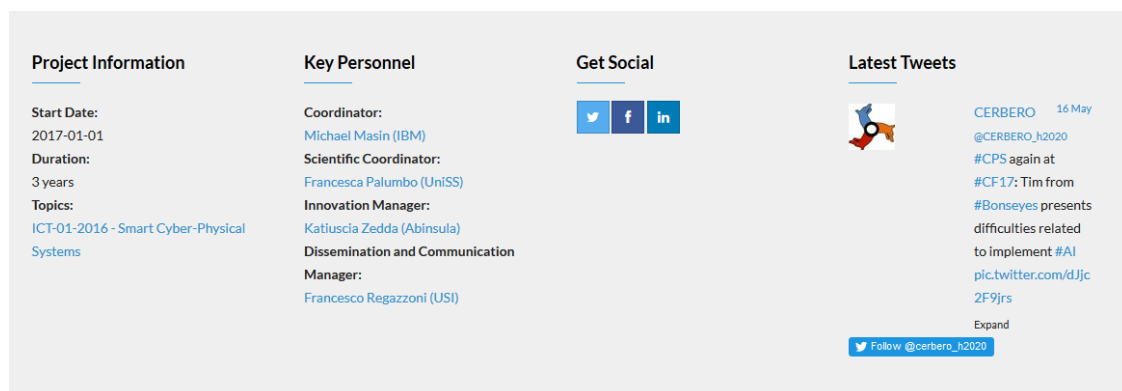 Project Information
Start Date:
2017-01-01
Duration:
3 years
Topics:
ICT-01-2016 - Smart Cyber-Physical
Systems
Key Personnel
Coordinator:
Michael Masin (IBM)
Scientific Coordinator:
Francesca Palumbo (UniSS)
Innovation Manager:
Katiuscia Zedda (Abinsula)
Dissemination and Communication
Manager:
Francesco Regazzoni (USI)
Get Social
f
in
Latest Tweets
CERBERO 16 May
@CERBERO_h2020
#CPS again at
#CF17: Tim from
#Bonseyes presents
difficulties related
to implement #AI
pic.twitter.com/dJjc
2F9jrs
Expand
Follow @cerbero_h2020